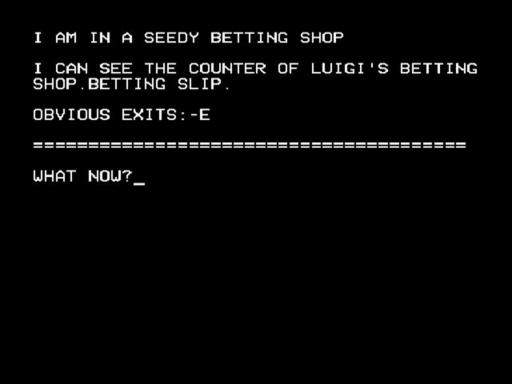 I AM IN A SEEDY BETTING SHOP
I CAN SEE THE COUNTER OF LUIGI'S BETTING
SHOP.BETTING SLIP.
OBVIOUS EXITS:-E
=======================================
WHAT NOW?_